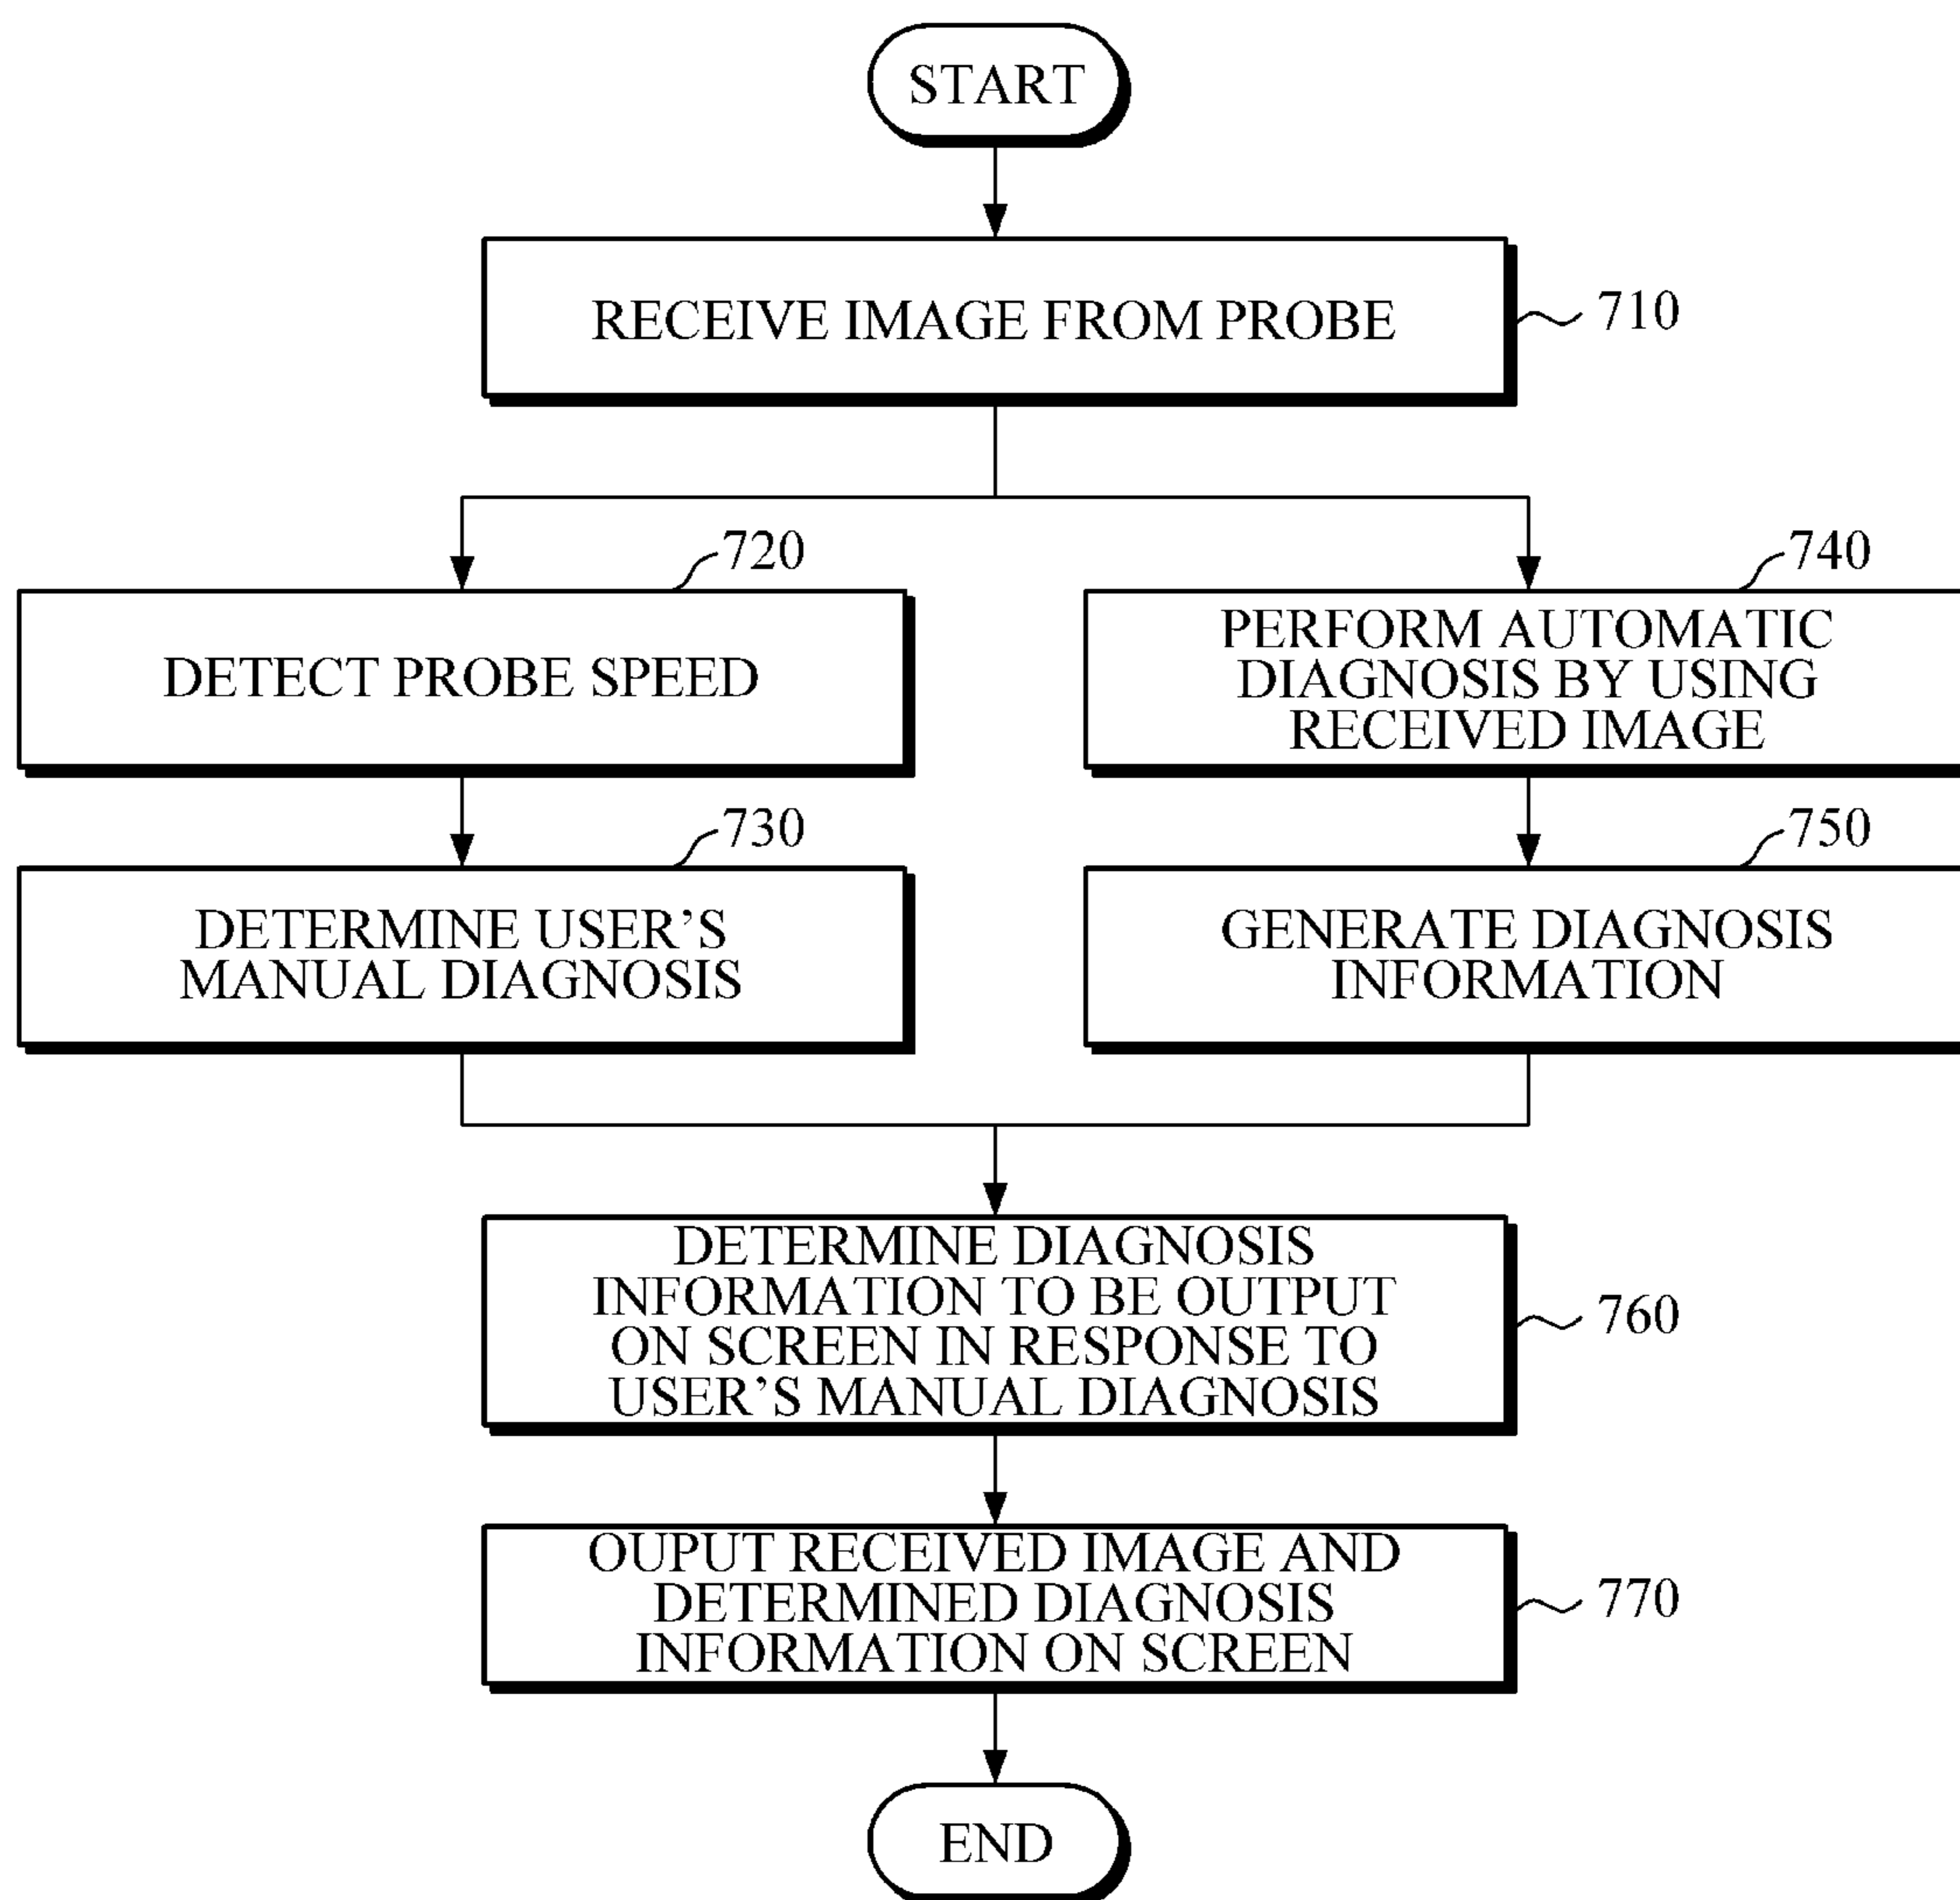 START
RECEIVE IMAGE FROM PROBE
710
720
DETECT PROBE SPEED
730
DETERMINE USER’S
MANUAL DIAGNOSIS
740
PERFORM AUTOMATIC
DIAGNOSIS BY USING
RECEIVED IMAGE
750
GENERATE DIAGNOSIS
INFORMATION
DETERMINE DIAGNOSIS
INFORMATION TO BE OUTPUT
ON SCREEN IN RESPONSE TO
USER’S MANUAL DIAGNOSIS
760
OUPUT RECEIVED IMAGE AND
DETERMINED DIAGNOSIS
INFORMATION ON SCREEN
770
END